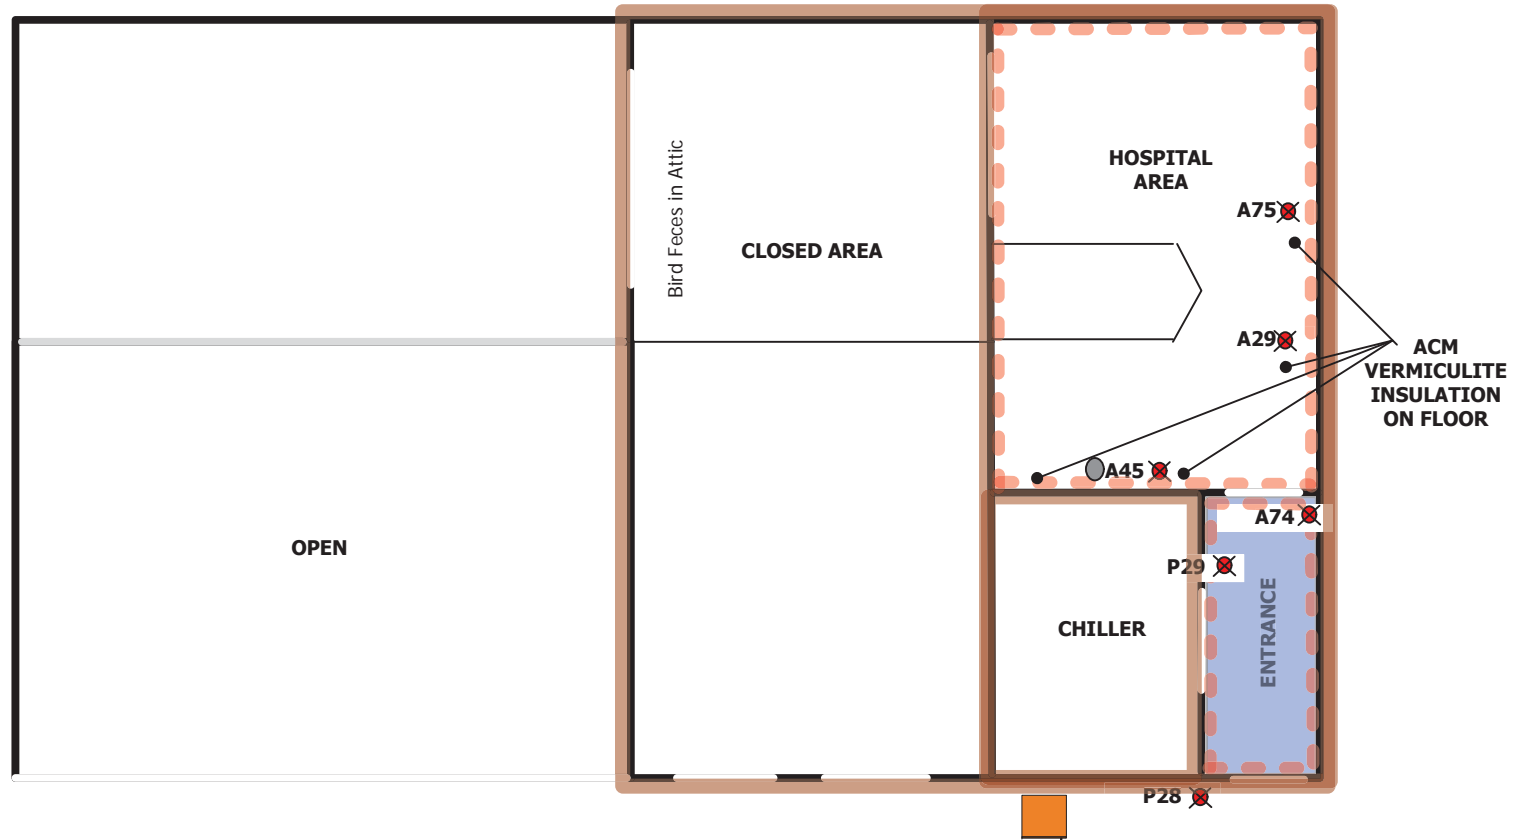 HOSPITAL
AREA
A75
Bird Feces in Attic
CLOSED AREA
A29
ACM
VERMICULITE
INSULATION
ON FLOOR
A45
A74
OPEN
P29
ENTRANCE
CHILLER
P28